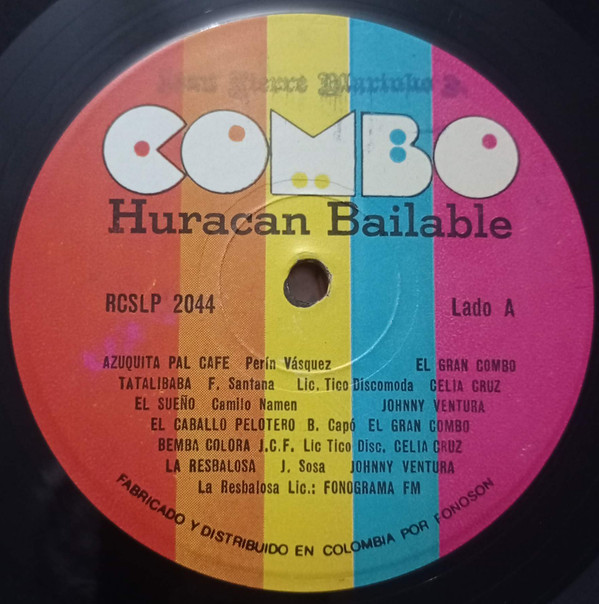 COMBO
Huracan Bailable
RCSLP 2044 Lado A
AZUQUITA PAL CAFE Perín Vásquez EL GRAN COMBO
TATALIBABA F. Santana Lic. Tico Discomoda CELIA CRUZ
EL SUEÑO Camilo Namen JOHNNY VENTURA
EL CABALLO PELOTERO B. Capó EL GRAN COMBO
BEMBA COLORA J.C.F. Lic Tico Disc. CELIA CRUZ
LA RESBALOSA J. Sosa JOHNNY VENTURA
La Resbalosa Lic.: FONOGRAMA FM
FABRICADO Y DISTRIBUIDO EN COLOMBIA POR FONOSON